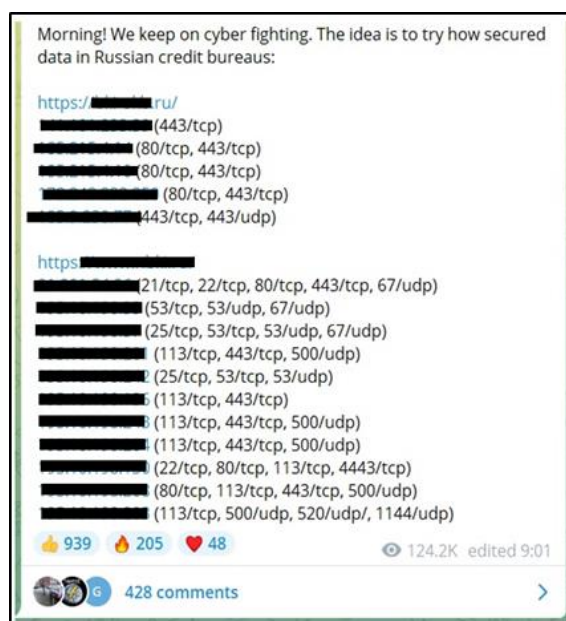 Morning! We keep on cyber fighting. The idea is to try how secured
data in Russian credit bureaus:
https:/ .ru/
(443/tcp)
(80/tcp, 443/tcp)
(80/tcp, 443/tcp)
(80/tcp, 443/tcp)
(443/tcp, 443/udp)
https:
(21/tcp, 22/tcp, 80/tcp, 443/tcp, 67/udp)
(53/tcp, 53/udp, 67/udp)
(25/tcp, 53/tcp, 53/udp, 67/udp)
(113/tcp, 443/tcp, 500/udp)
(25/tcp, 53/tcp, 53/udp)
(113/tcp, 443/tcp)
(113/tcp, 443/tcp, 500/udp)
(113/tcp, 443/tcp, 500/udp)
(22/tcp, 80/tcp, 113/tcp, 4443/tcp)
(80/tcp, 113/tcp, 443/tcp, 500/udp)
(113/tcp, 500/udp, 520/udp/, 1144/udp)
939 205 48 124.2K edited 9:01
G 428 comments